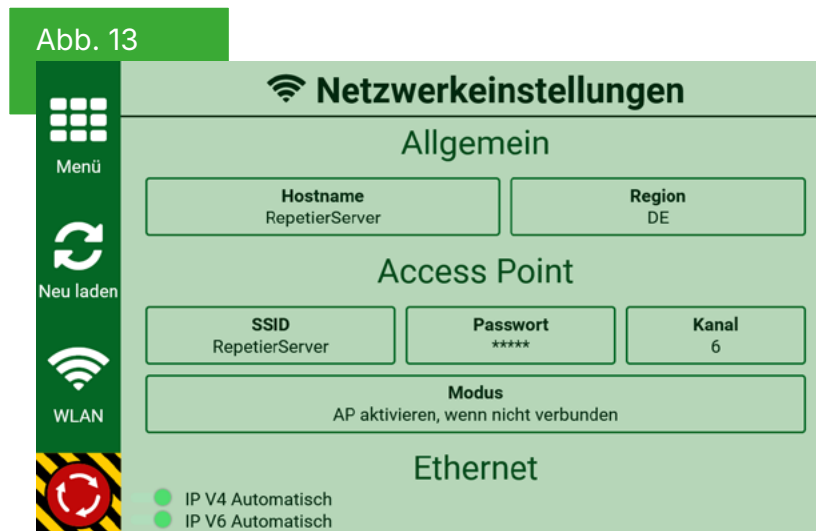 Abb. 13
Netzwerkeinstellungen
Menü
Neu laden
WLAN
Allgemein
Hostname
RepetierServer
Region
DE
Access Point
SSID
RepetierServer
Passwort
*****
Kanal
6
Modus
AP aktivieren, wenn nicht verbunden
Ethernet
IP V4 Automatisch
IP V6 Automatisch